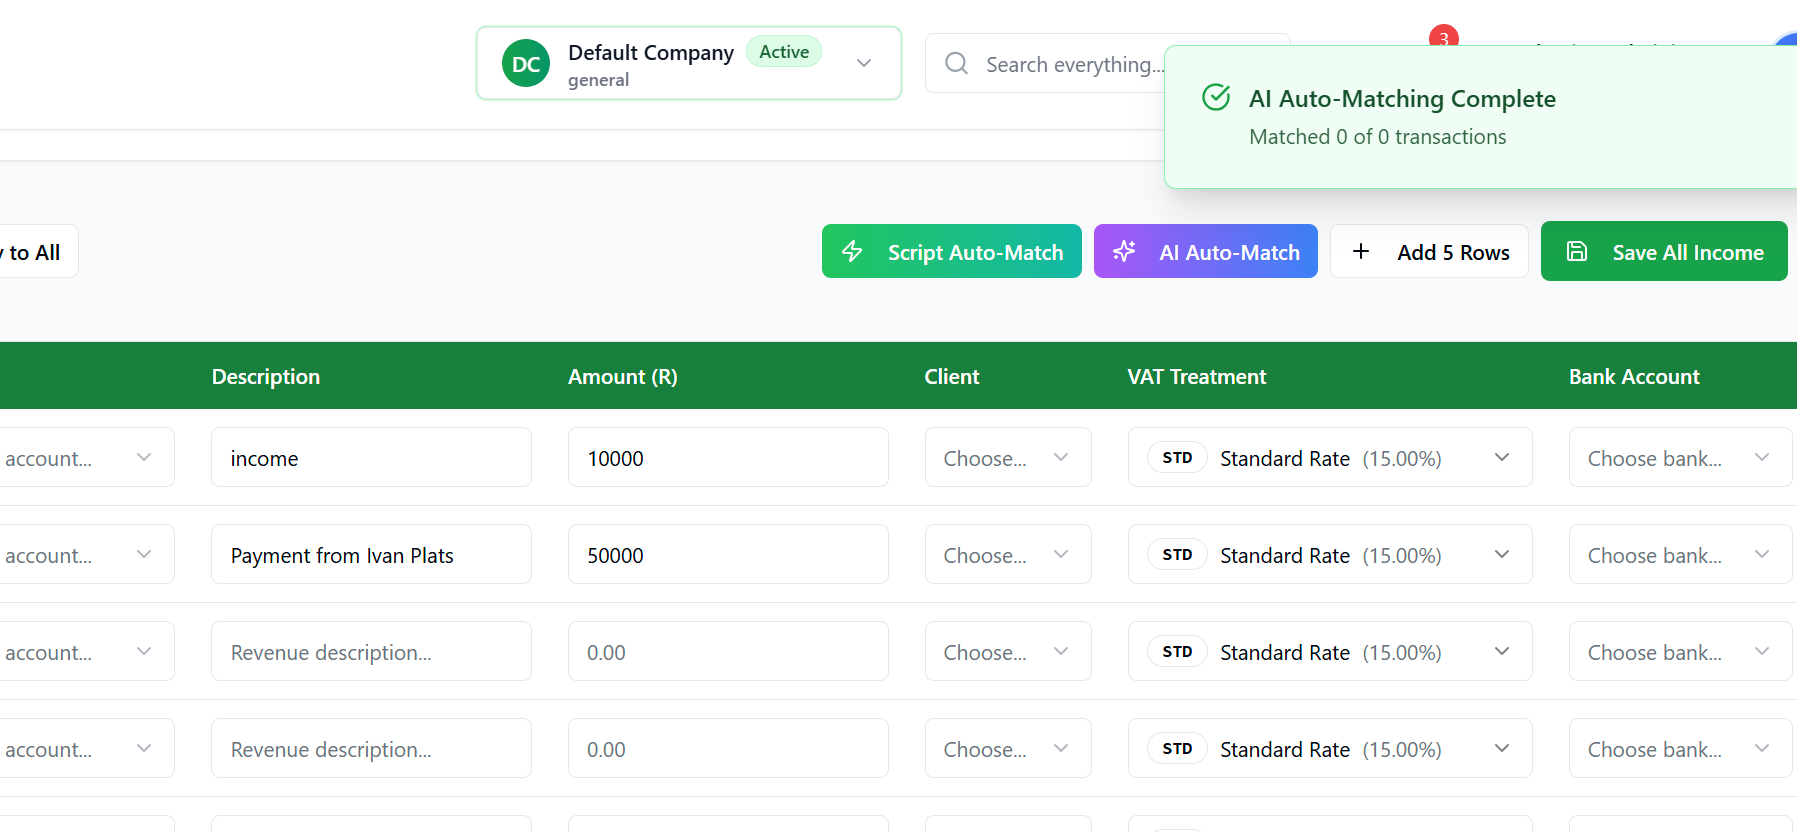 DC
Default Company
Active
general
Search everything...
3
AI Auto-Matching Complete
Matched 0 of 0 transactions
to All
Script Auto-Match
AI Auto-Match
Add 5 Rows
Save All Income
Description
Amount (R)
Client
VAT Treatment
Bank Account
account...
income
10000
Choose...
STD
Standard Rate (15.00%)
Choose bank...
account...
Payment from Ivan Plats
50000
Choose...
STD
Standard Rate (15.00%)
Choose bank...
account...
Revenue description...
0.00
Choose...
STD
Standard Rate (15.00%)
Choose bank...
account...
Revenue description...
0.00
Choose...
STD
Standard Rate (15.00%)
Choose bank...